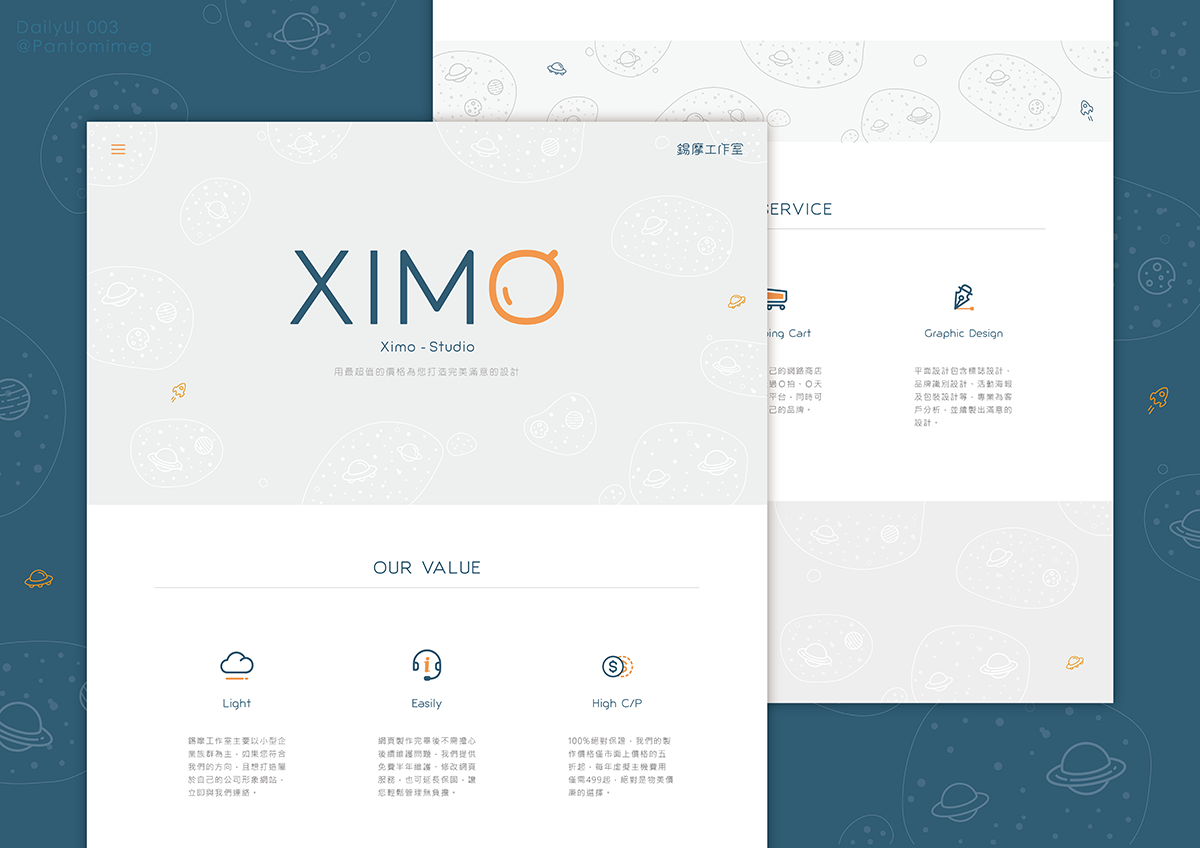 DailyUI 003
@Pantomimeg
錫摩工作室
XIMO
Ximo - Studio
用最超值的價格為您打造完美滿意的設計
OUR VALUE
Light
錫摩工作室主要以小型企
業族群為主，如果您符合
我們的方向，且想打造屬
於自己的公司形象網站，
立即與我們連絡。
Easily
網頁製作完畢後不需擔心
後續維護問題，我們提供
免費半年維護、修改網頁
服務，也可延長保固，讓
您輕鬆管理無負擔。
High C/P
100%絕對保證，我們的製
作價格僅市面上價格的五
折起，每年虛擬主機費用
僅需499起，絕對是物美價
廉的選擇。
SERVICE
ping Cart
己的網路商店
過O拍、O天
平台，同時可
己的品牌。
Graphic Design
平面設計包含標誌設計、
品牌識別設計、活動海報
及包裝設計等，專業為客
戶分析，並繪製出滿意的
設計。